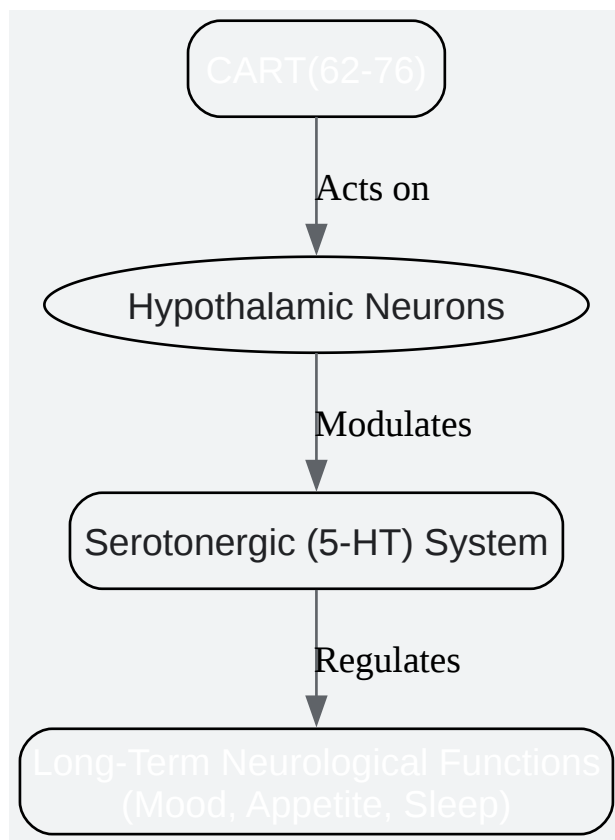 CART(62-76)
Acts on
Hypothalamic Neurons
Modulates
Serotonergic (5-HT) System
Regulates
Long-Term Neurological Functions
(Mood, Appetite, Sleep)